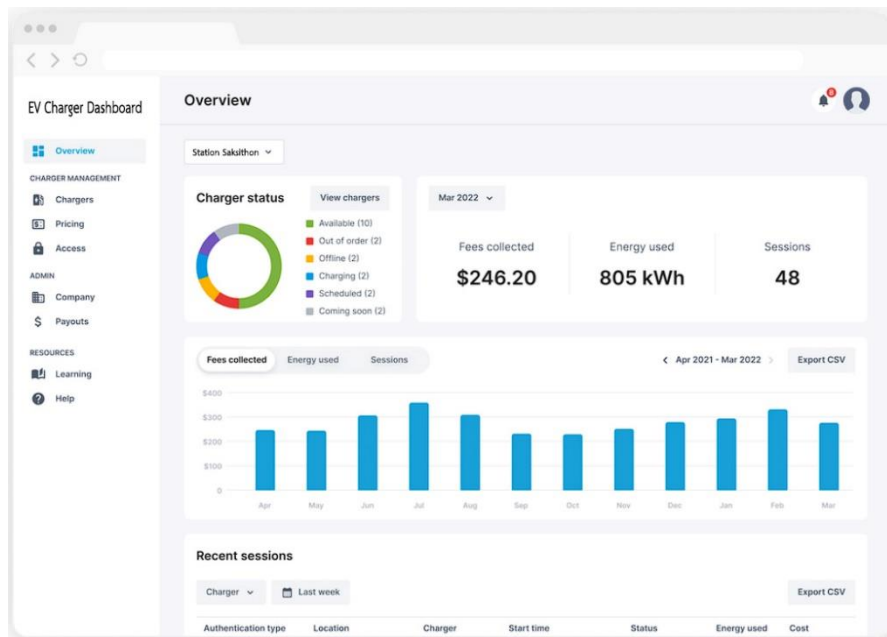 EV Charger Dashboard
Overview
CHARGER MANAGEMENT
Chargers
Pricing
Access
ADMIN
Company
Payouts
RESOURCES
Learning
Help
Overview
8
Station Saksithon
Charger status
View chargers
Available (10)
Out of order (2)
Offline (2)
Charging (2)
Scheduled (2)
Coming soon (2)
Mar 2022
Fees collected
$246.20
Energy used
805 kWh
Sessions
48
Fees collected Energy used Sessions
Apr 2021 - Mar 2022
Export CSV
$400
$300
$200
$100
0
Apr May Jun Jul Aug Sep Oct Nov Dec Jan Feb Mar
Recent sessions
Charger Last week Export CSV
Authentication type Location Charger Start time Status Energy used Cost